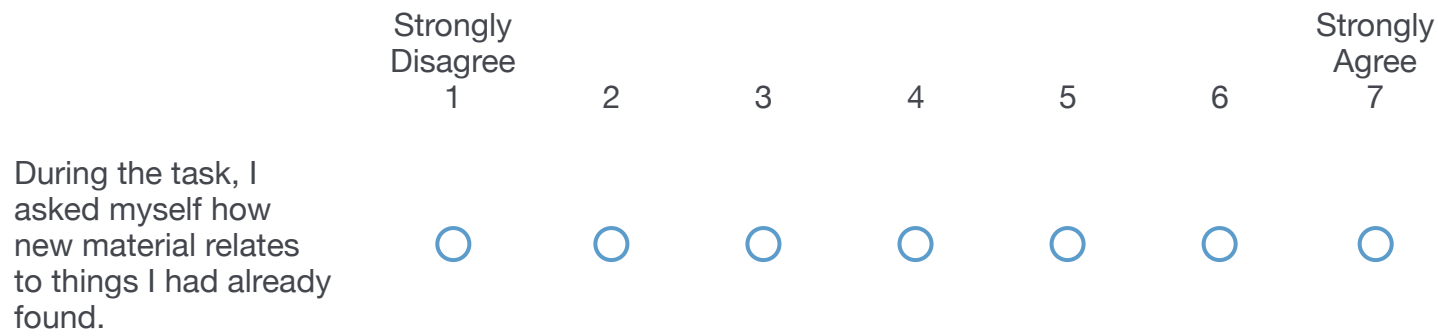 Strongly Disagree
Strongly Agree
1 2 3 4 5 6 7
During the task, I
asked myself how
new material relates
to things I had already
found.